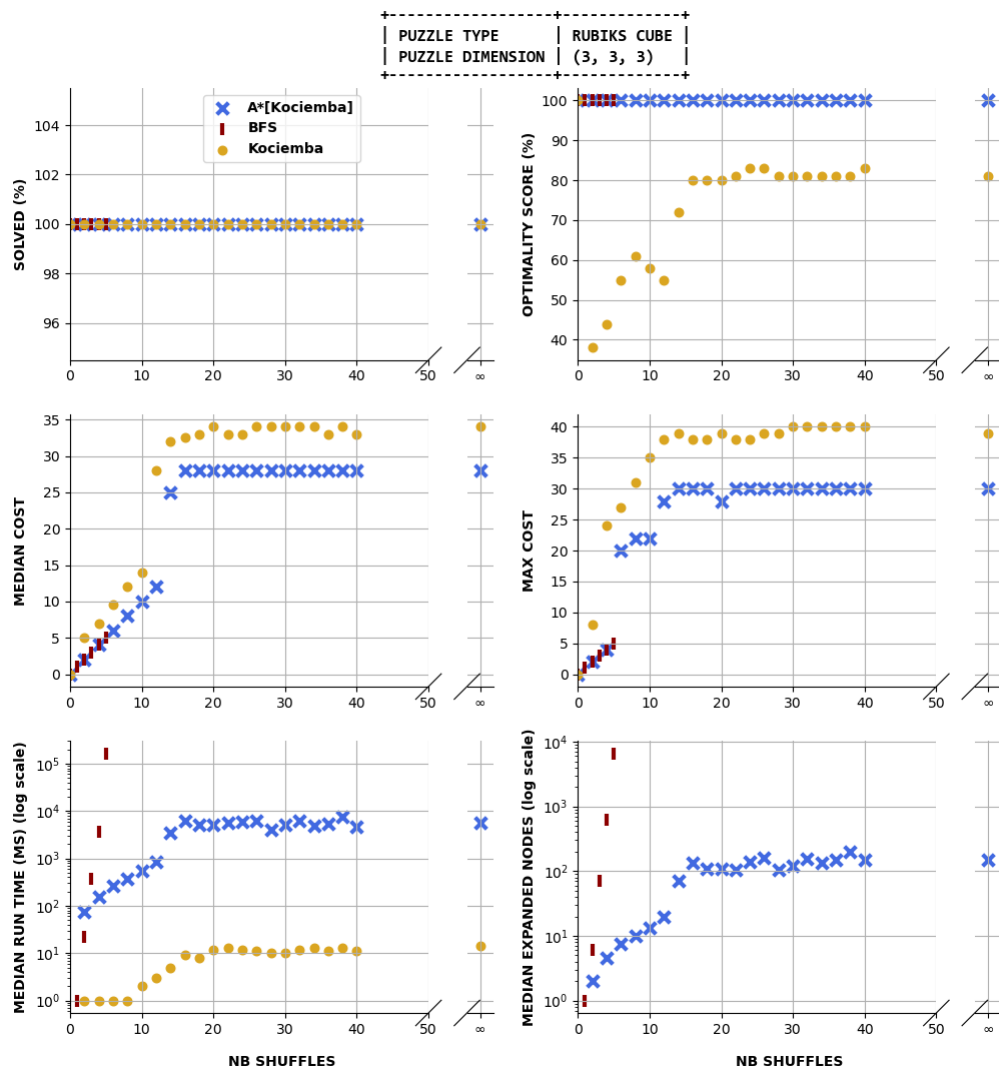 +------------------+-------------+
| PUZZLE TYPE      | RUBIKS CUBE |
| PUZZLE DIMENSION | (3, 3, 3)   |
+------------------+-------------+
SOLVED (%)
104
102
100
98
96
0 10 20 30 40 50 ∞
A*[Kociemba]
BFS
Kociemba
OPTIMALITY SCORE (%)
100
90
80
70
60
50
40
0 10 20 30 40 50 ∞
MEDIAN COST
35
30
25
20
15
10
5
0
0 10 20 30 40 50 ∞
MAX COST
40
35
30
25
20
15
10
5
0
0 10 20 30 40 50 ∞
MEDIAN RUN TIME (MS) (log scale)
10⁵
10⁴
10³
10²
10¹
10⁰
0 10 20 30 40 50 ∞
NB SHUFFLES
MEDIAN EXPANDED NODES (log scale)
10⁴
10³
10²
10¹
10⁰
0 10 20 30 40 50 ∞
NB SHUFFLES